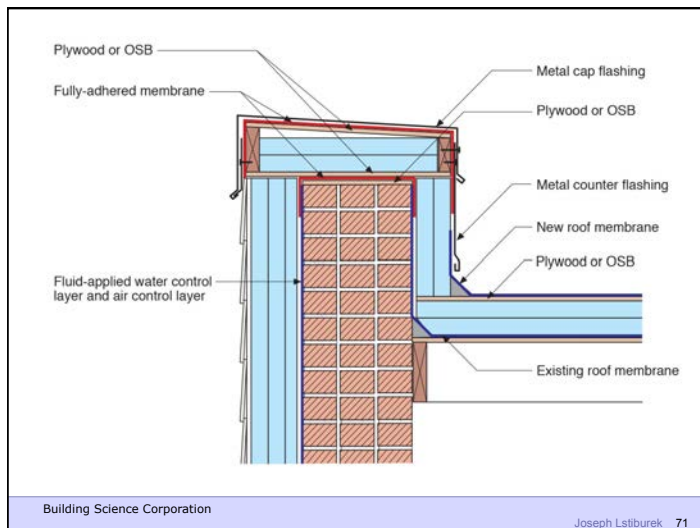 Plywood or OSB
Fully-adhered membrane
Metal cap flashing
Plywood or OSB
Metal counter flashing
New roof membrane
Plywood or OSB
Fluid-applied water control
layer and air control layer
Existing roof membrane
Building Science Corporation
Joseph Lstiburek 71